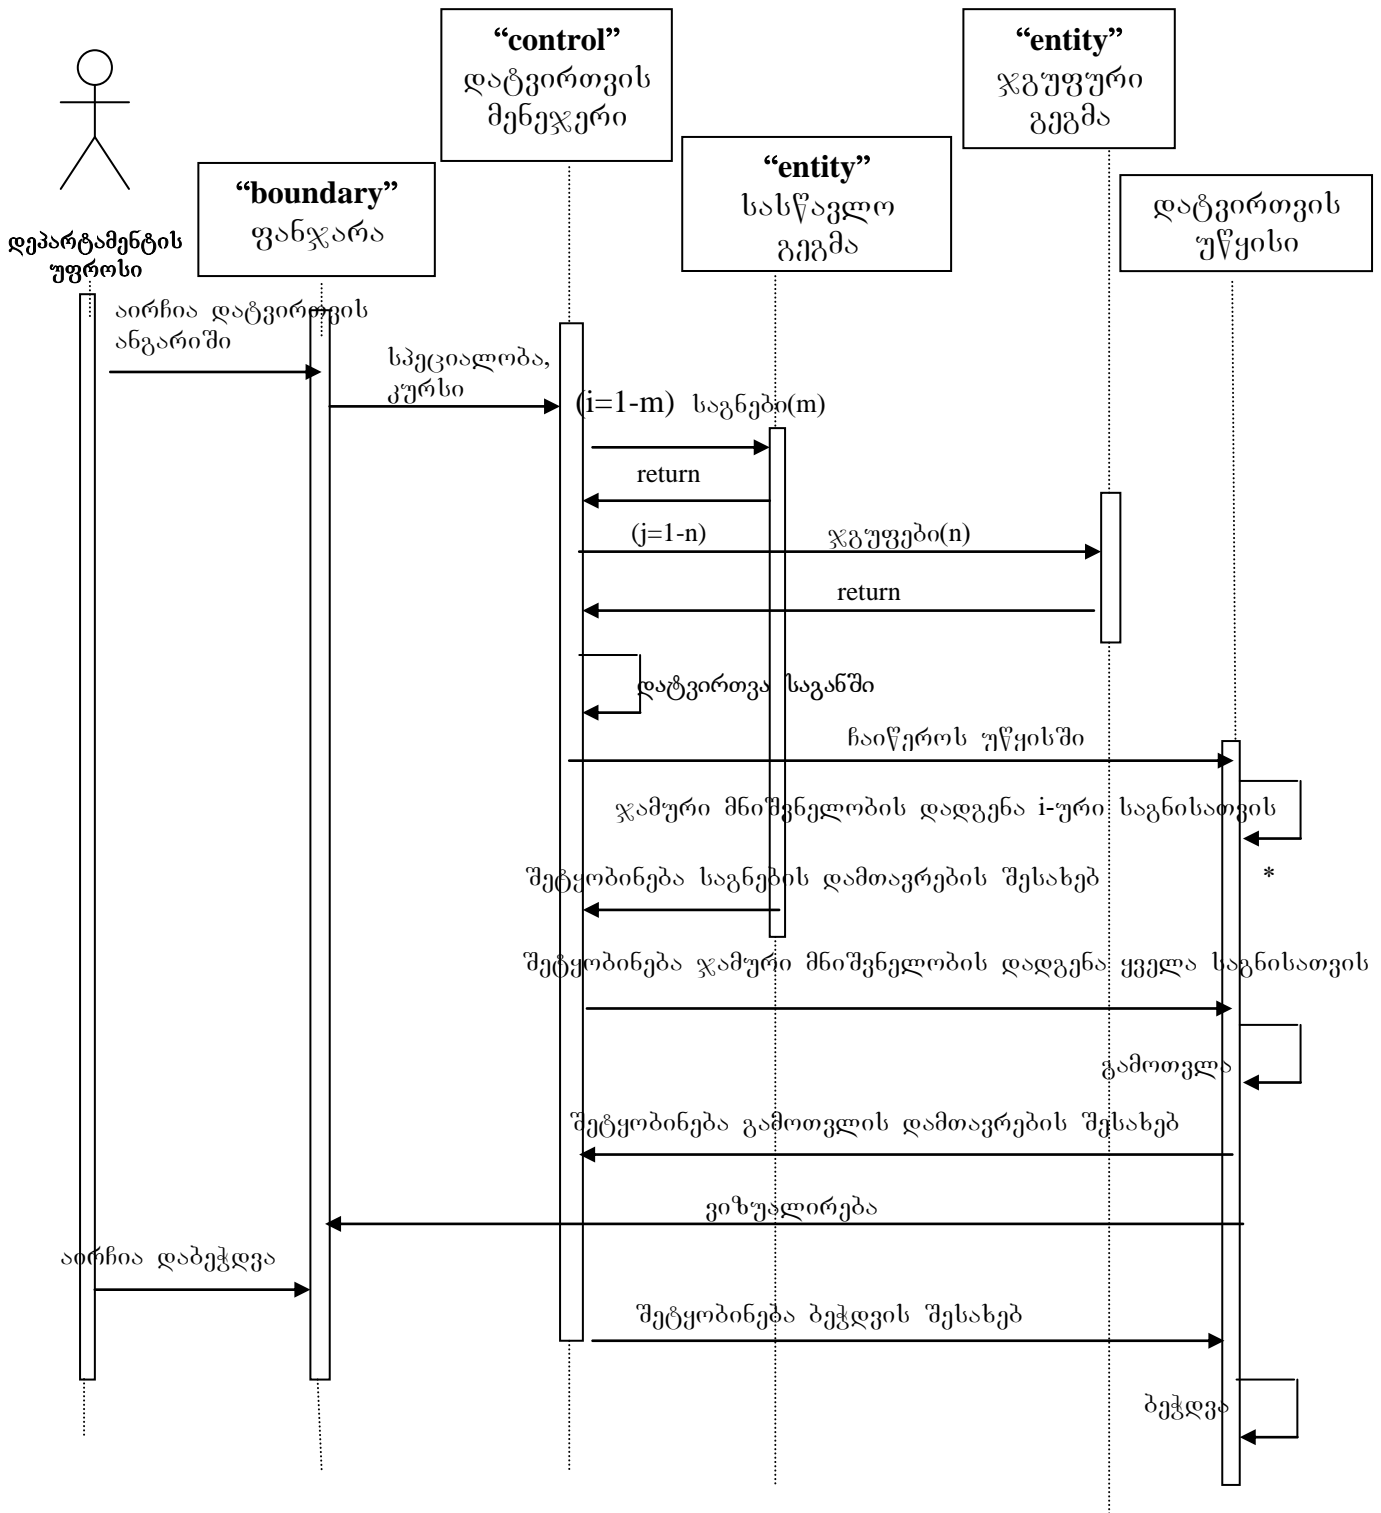 “control”
დატვირთვის
მენეჯერი
“entity”
ჯგუფური
გეგმა
“entity”
სასწავლო
გეგმა
“boundary”
ფანჯარა
დატვირთვის
უწყისი
დეპარტამენტის
უფროსი
აირჩია დატვირთვის
ანგარიში
სპეციალობა,
კურსი
(i=1-m) საგნები(m)
return
(j=1-n) ჯგუფები(n)
return
დატვირთვა საგანში
ჩაიწეროს უწყისში
ჯამური მნიშვნელობის დადგენა i-ური საგნისათვის
*
შეტყობინება საგნების დამთავრების შესახებ
შეტყობინება ჯამური მნიშვნელობის დადგენა ყველა საგნისათვის
გამოთვლა
შეტყობინება გამოთვლის დამთავრების შესახებ
ვიზუალირება
აირჩია დაბეჭდვა
შეტყობინება ბეჭდვის შესახებ
ბეჭდვა